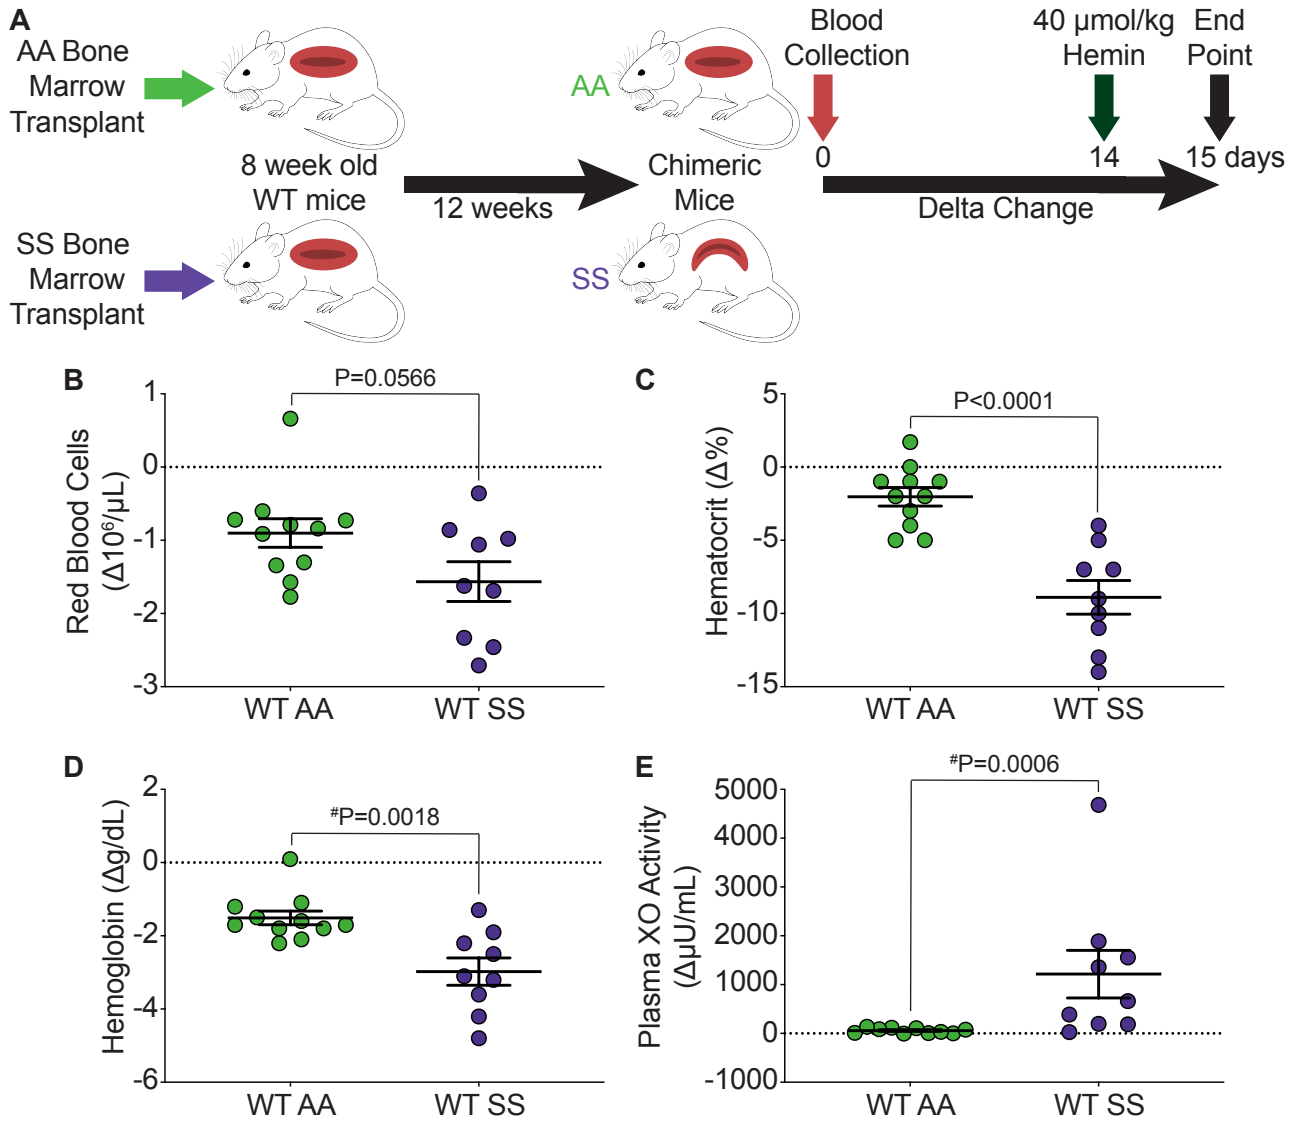 A
AA Bone
Marrow
Transplant
8 week old
WT mice
SS Bone
Marrow
Transplant
12 weeks
AA
Chimeric
Mice
SS
Blood
Collection
40 μmol/kg
Hemin
End
Point
0
14
15 days
Delta Change
B
P=0.0566
Red Blood Cells
(Δ10⁶/μL)
1
0
-1
-2
-3
WT AA
WT SS
C
P<0.0001
Hematocrit (Δ%)
5
0
-5
-10
-15
WT AA
WT SS
D
#P=0.0018
Hemoglobin (Δg/dL)
2
0
-2
-4
-6
WT AA
WT SS
E
#P=0.0006
Plasma XO Activity
(ΔμU/mL)
5000
4000
3000
2000
1000
0
-1000
WT AA
WT SS